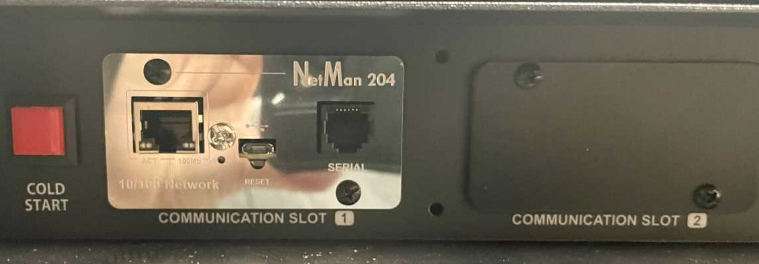 NetMan 204
ACT 100Mb
10/100 Network
RESET
SERIAL
COLD
START
COMMUNICATION SLOT 1
COMMUNICATION SLOT 2